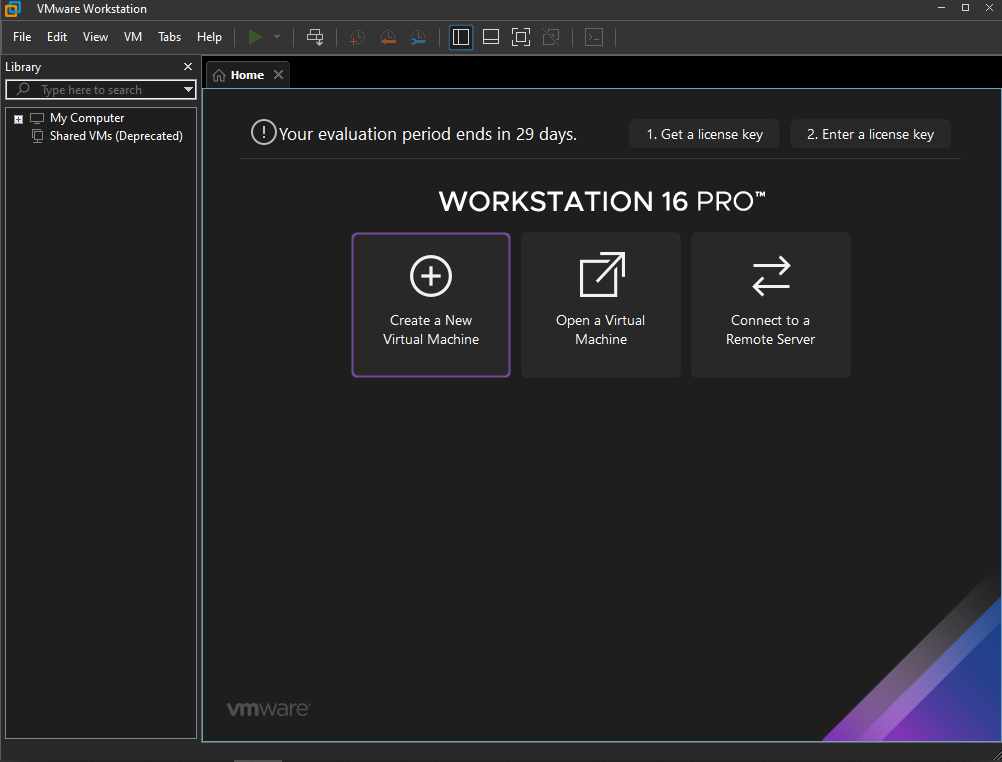 VMware Workstation
File Edit View VM Tabs Help
Library
Type here to search
My Computer
Shared VMs (Deprecated)
Home
Your evaluation period ends in 29 days.
1. Get a license key
2. Enter a license key
WORKSTATION 16 PRO™
Create a New
Virtual Machine
Open a Virtual
Machine
Connect to a
Remote Server
vmware